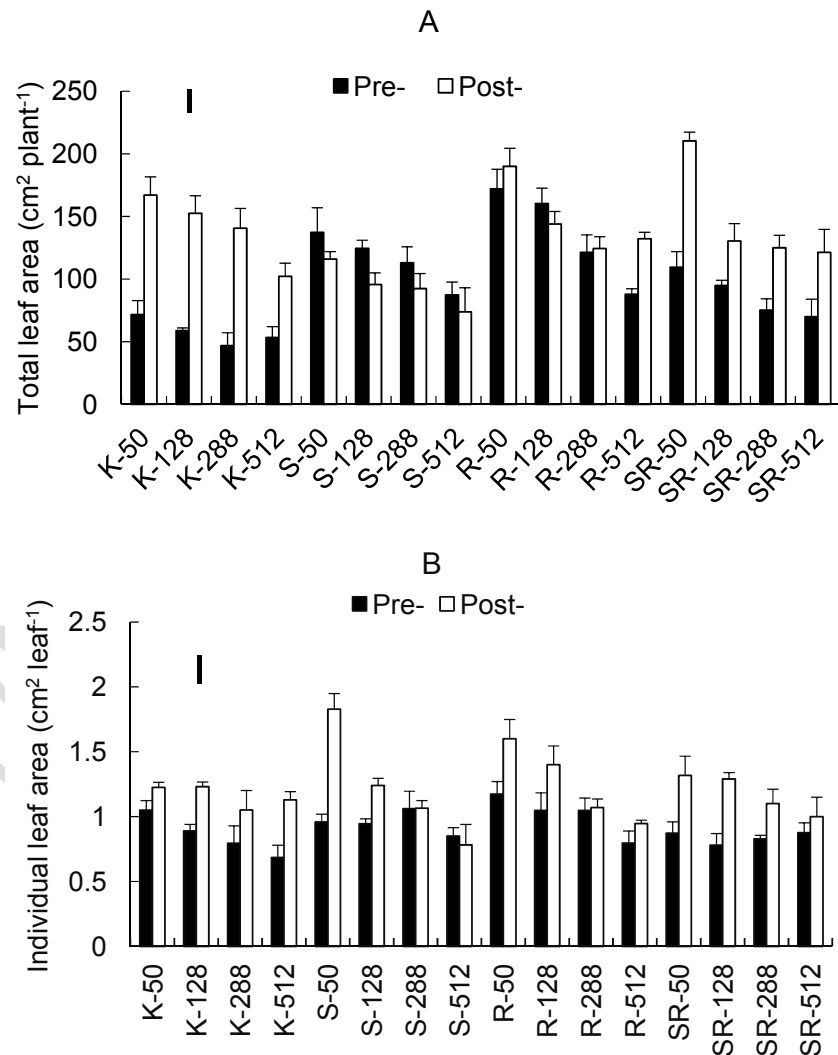 A
Total leaf area (cm² plant⁻¹)
Pre- Post-
250
200
150
100
50
0
K-50 K-128 K-288 K-512 S-50 S-128 S-288 S-512 R-50 R-128 R-288 R-512 SR-50 SR-128 SR-288 SR-512
B
Individual leaf area (cm² leaf⁻¹)
Pre- Post-
2.5
2
1.5
1
0.5
0
K-50 K-128 K-288 K-512 S-50 S-128 S-288 S-512 R-50 R-128 R-288 R-512 SR-50 SR-128 SR-288 SR-512